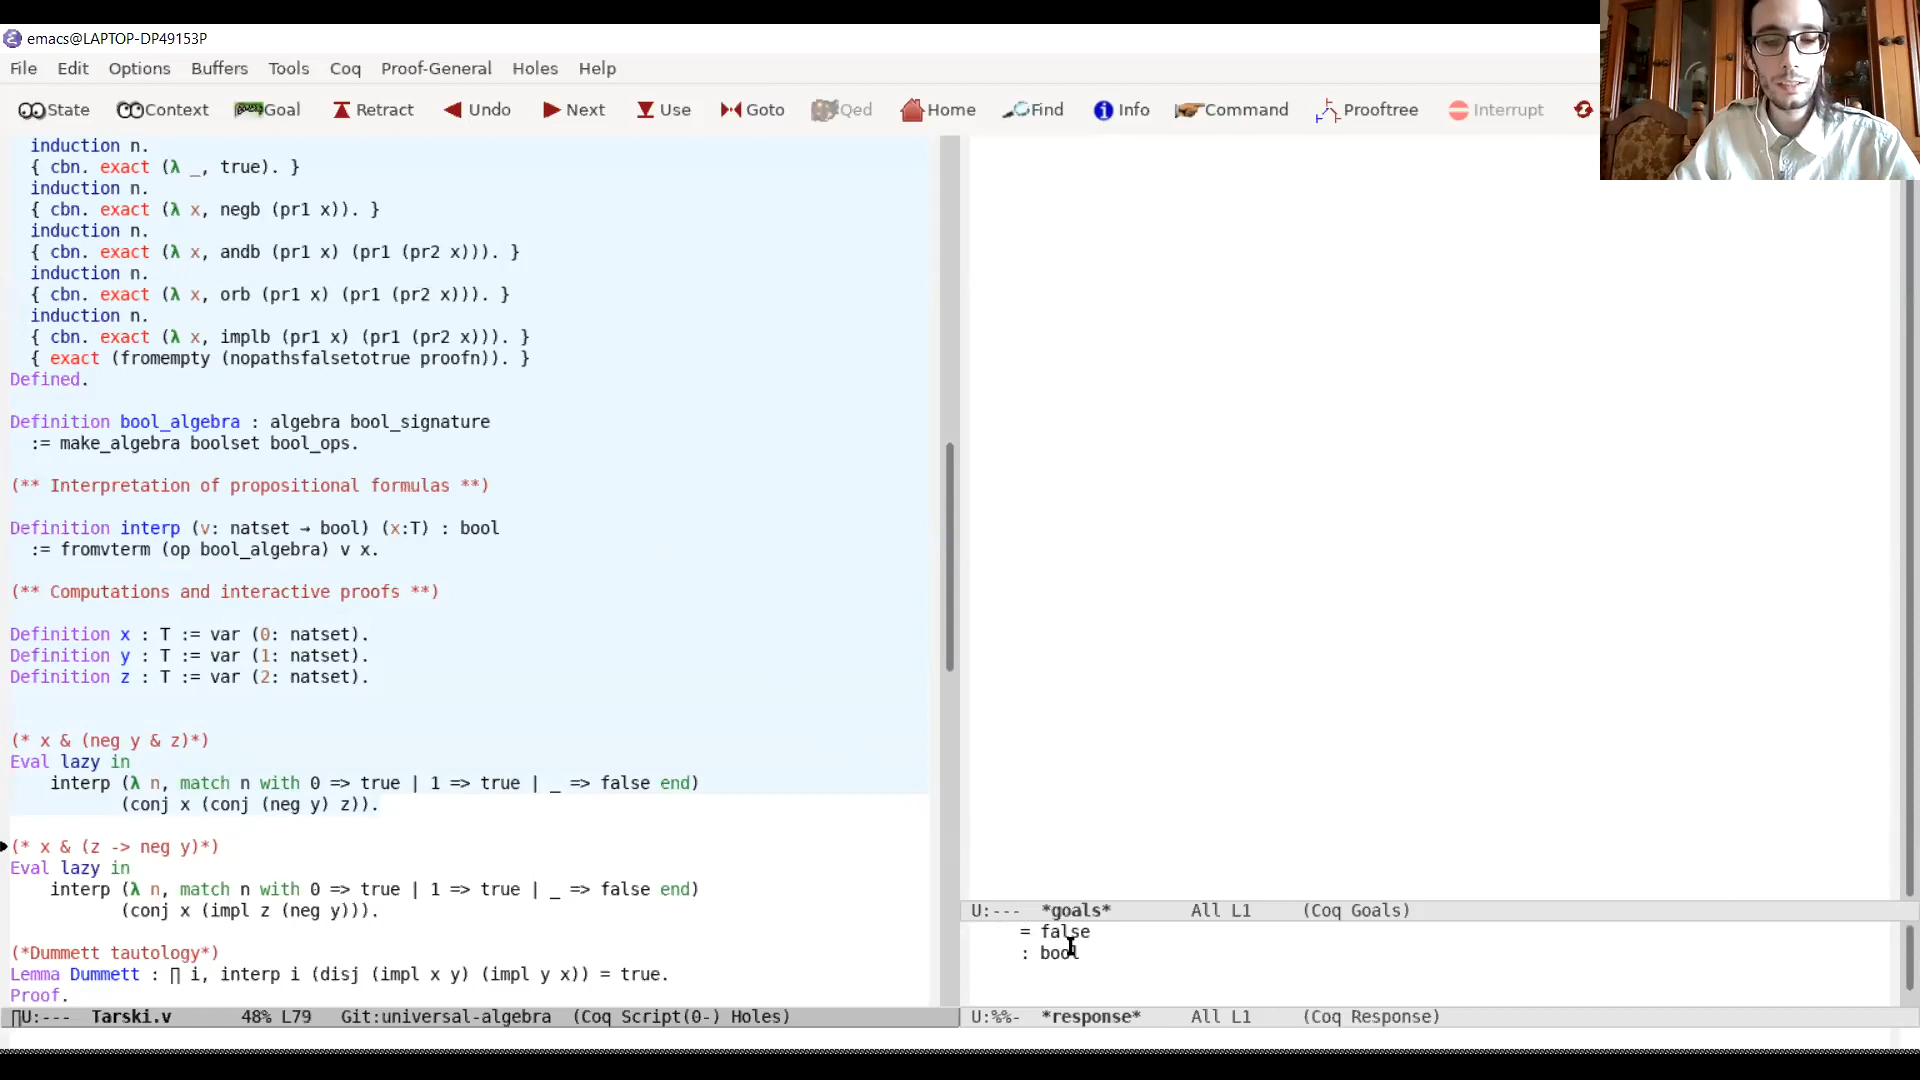 emacs@LAPTOP-DP49153P
File Edit Options Buffers Tools Coq Proof-General Holes Help
State Context Goal Retract Undo Next Use Goto Qed Home Find Info Command Prooftree Interrupt
induction n.
{ cbn. exact (λ _, true). }
induction n.
{ cbn. exact (λ x, negb (pr1 x)). }
induction n.
{ cbn. exact (λ x, andb (pr1 x) (pr1 (pr2 x))). }
induction n.
{ cbn. exact (λ x, orb (pr1 x) (pr1 (pr2 x))). }
induction n.
{ cbn. exact (λ x, implb (pr1 x) (pr1 (pr2 x))). }
{ exact (fromempty (nopathsfalsetotrue proofn)). }
Defined.
Definition bool_algebra : algebra bool_signature
:= make_algebra boolset bool_ops.
(** Interpretation of propositional formulas **)
Definition interp (v: natset → bool) (x:T) : bool
:= fromvterm (op bool_algebra) v x.
(** Computations and interactive proofs **)
Definition x : T := var (0: natset).
Definition y : T := var (1: natset).
Definition z : T := var (2: natset).
(* x & (neg y & z)*)
Eval lazy in
interp (λ n, match n with 0 => true | 1 => true | _ => false end)
(conj x (conj (neg y) z)).
(* x & (z -> neg y)*)
Eval lazy in
interp (λ n, match n with 0 => true | 1 => true | _ => false end)
(conj x (impl z (neg y))).
(*Dummett tautology*)
Lemma Dummett : ∏ i, interp i (disj (impl x y) (impl y x)) = true.
Proof.
U:--- Tarski.v 48% L79 Git:universal-algebra (Coq Script(0-) Holes)
U:--- *goals* All L1 (Coq Goals)
= false
: bool
U:%%- *response* All L1 (Coq Response)